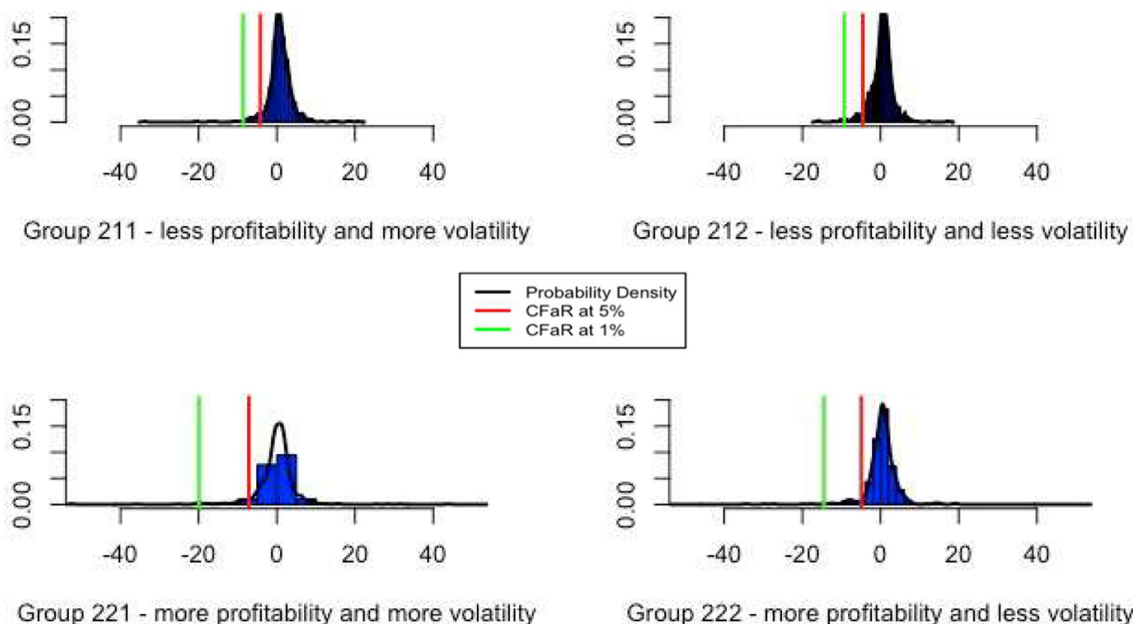 0.15
0.00
-40 -20 0 20 40
Group 211 - less profitability and more volatility
0.15
0.00
-40 -20 0 20 40
Group 212 - less profitability and less volatility
Probability Density
CFaR at 5%
CFaR at 1%
0.15
0.00
-40 -20 0 20 40
Group 221 - more profitability and more volatility
0.15
0.00
-40 -20 0 20 40
Group 222 - more profitability and less volatility